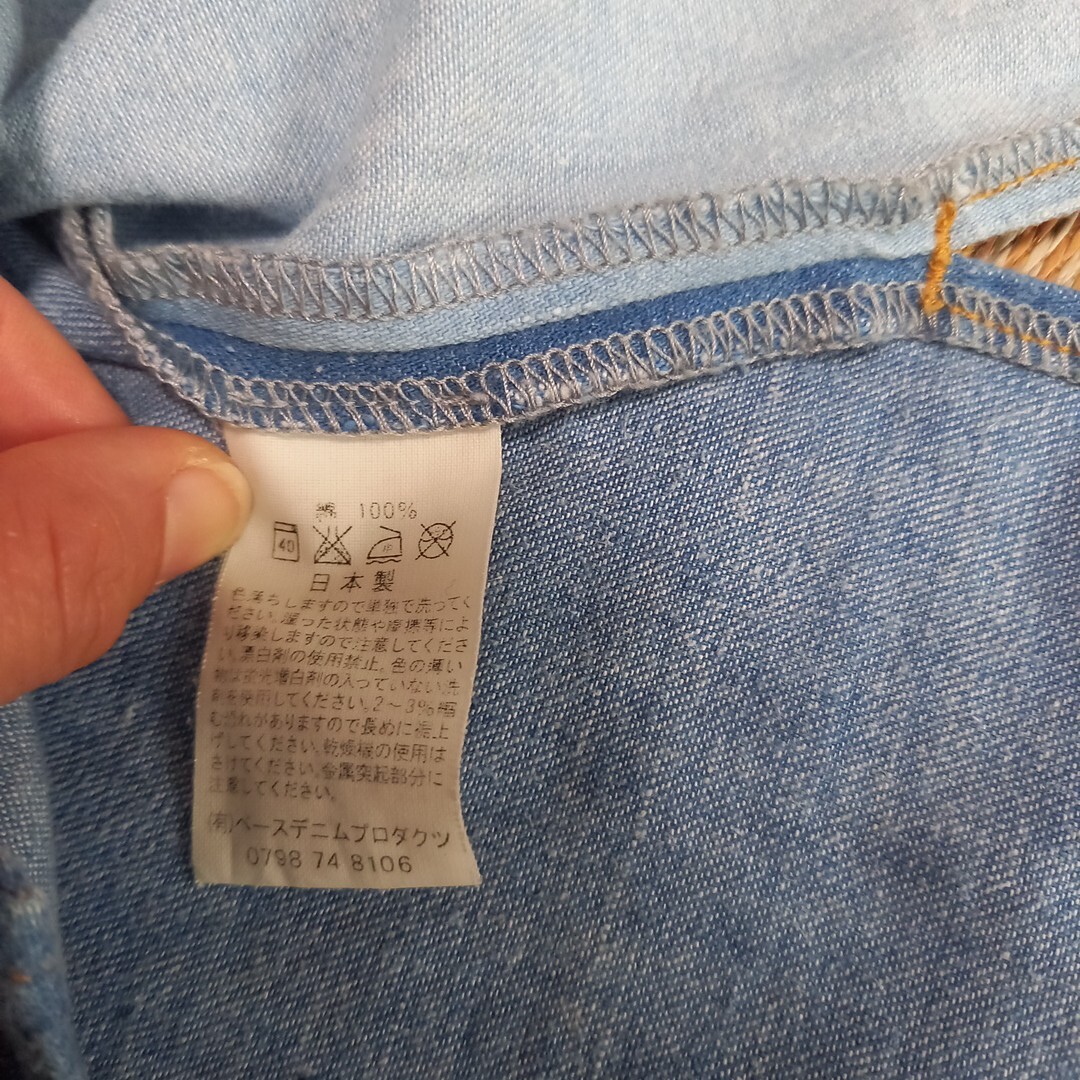 綿 100%
40
日本製
色落ちしますので単独で洗ってく
ださい。湿った状態や摩擦等によ
り移染しますので注意してくださ
い。漂白剤の使用禁止。色の薄い
物は蛍光増白剤の入っていない洗
剤を使用してください。2～3%縮
む恐れがありますので長めに裾上
げしてください。乾燥機の使用は
さけてください。金属突起部分に
注意してください。
(有)ベースデニムプロダクツ
0798 74 8106